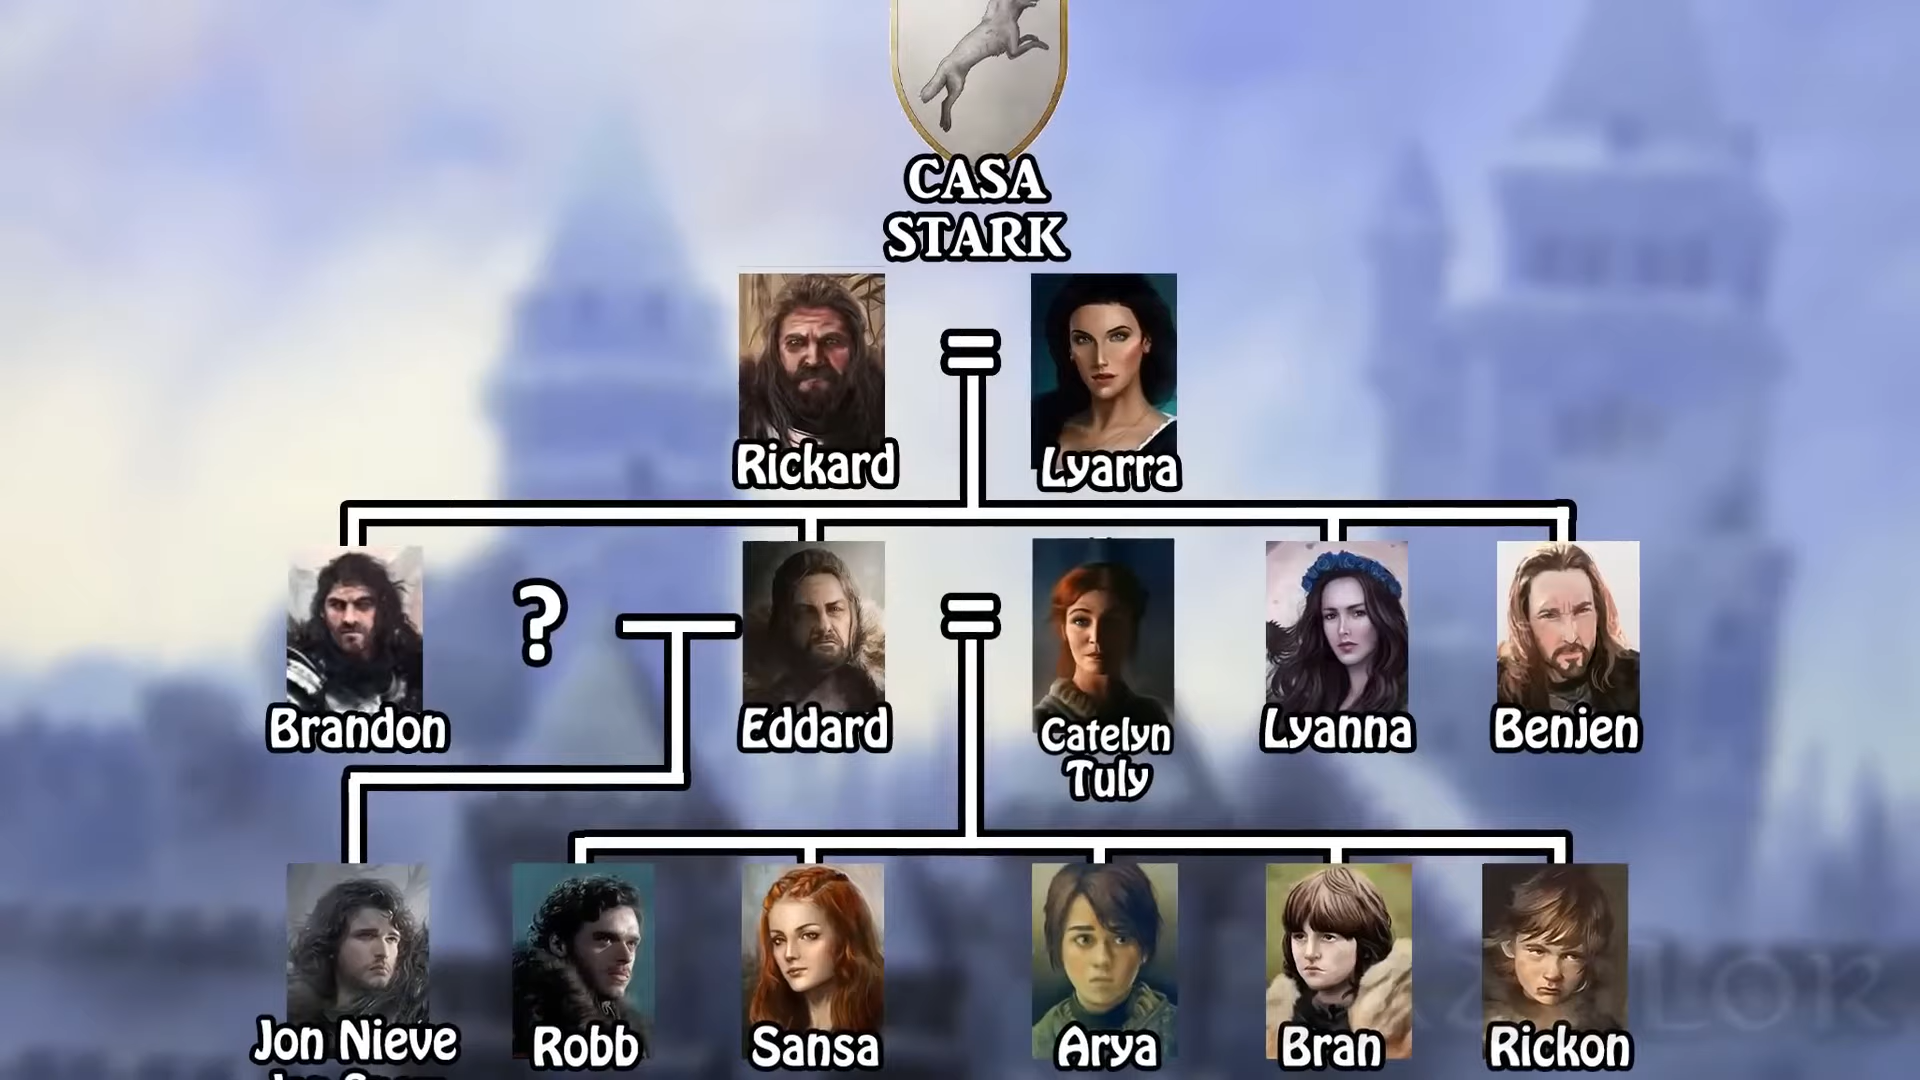 CASA
STARK
Rickard
Lyarra
?
Brandon
Eddard
Catelyn
Tuly
Lyanna
Benjen
Jon Nieve
Robb
Sansa
Arya
Bran
Rickon